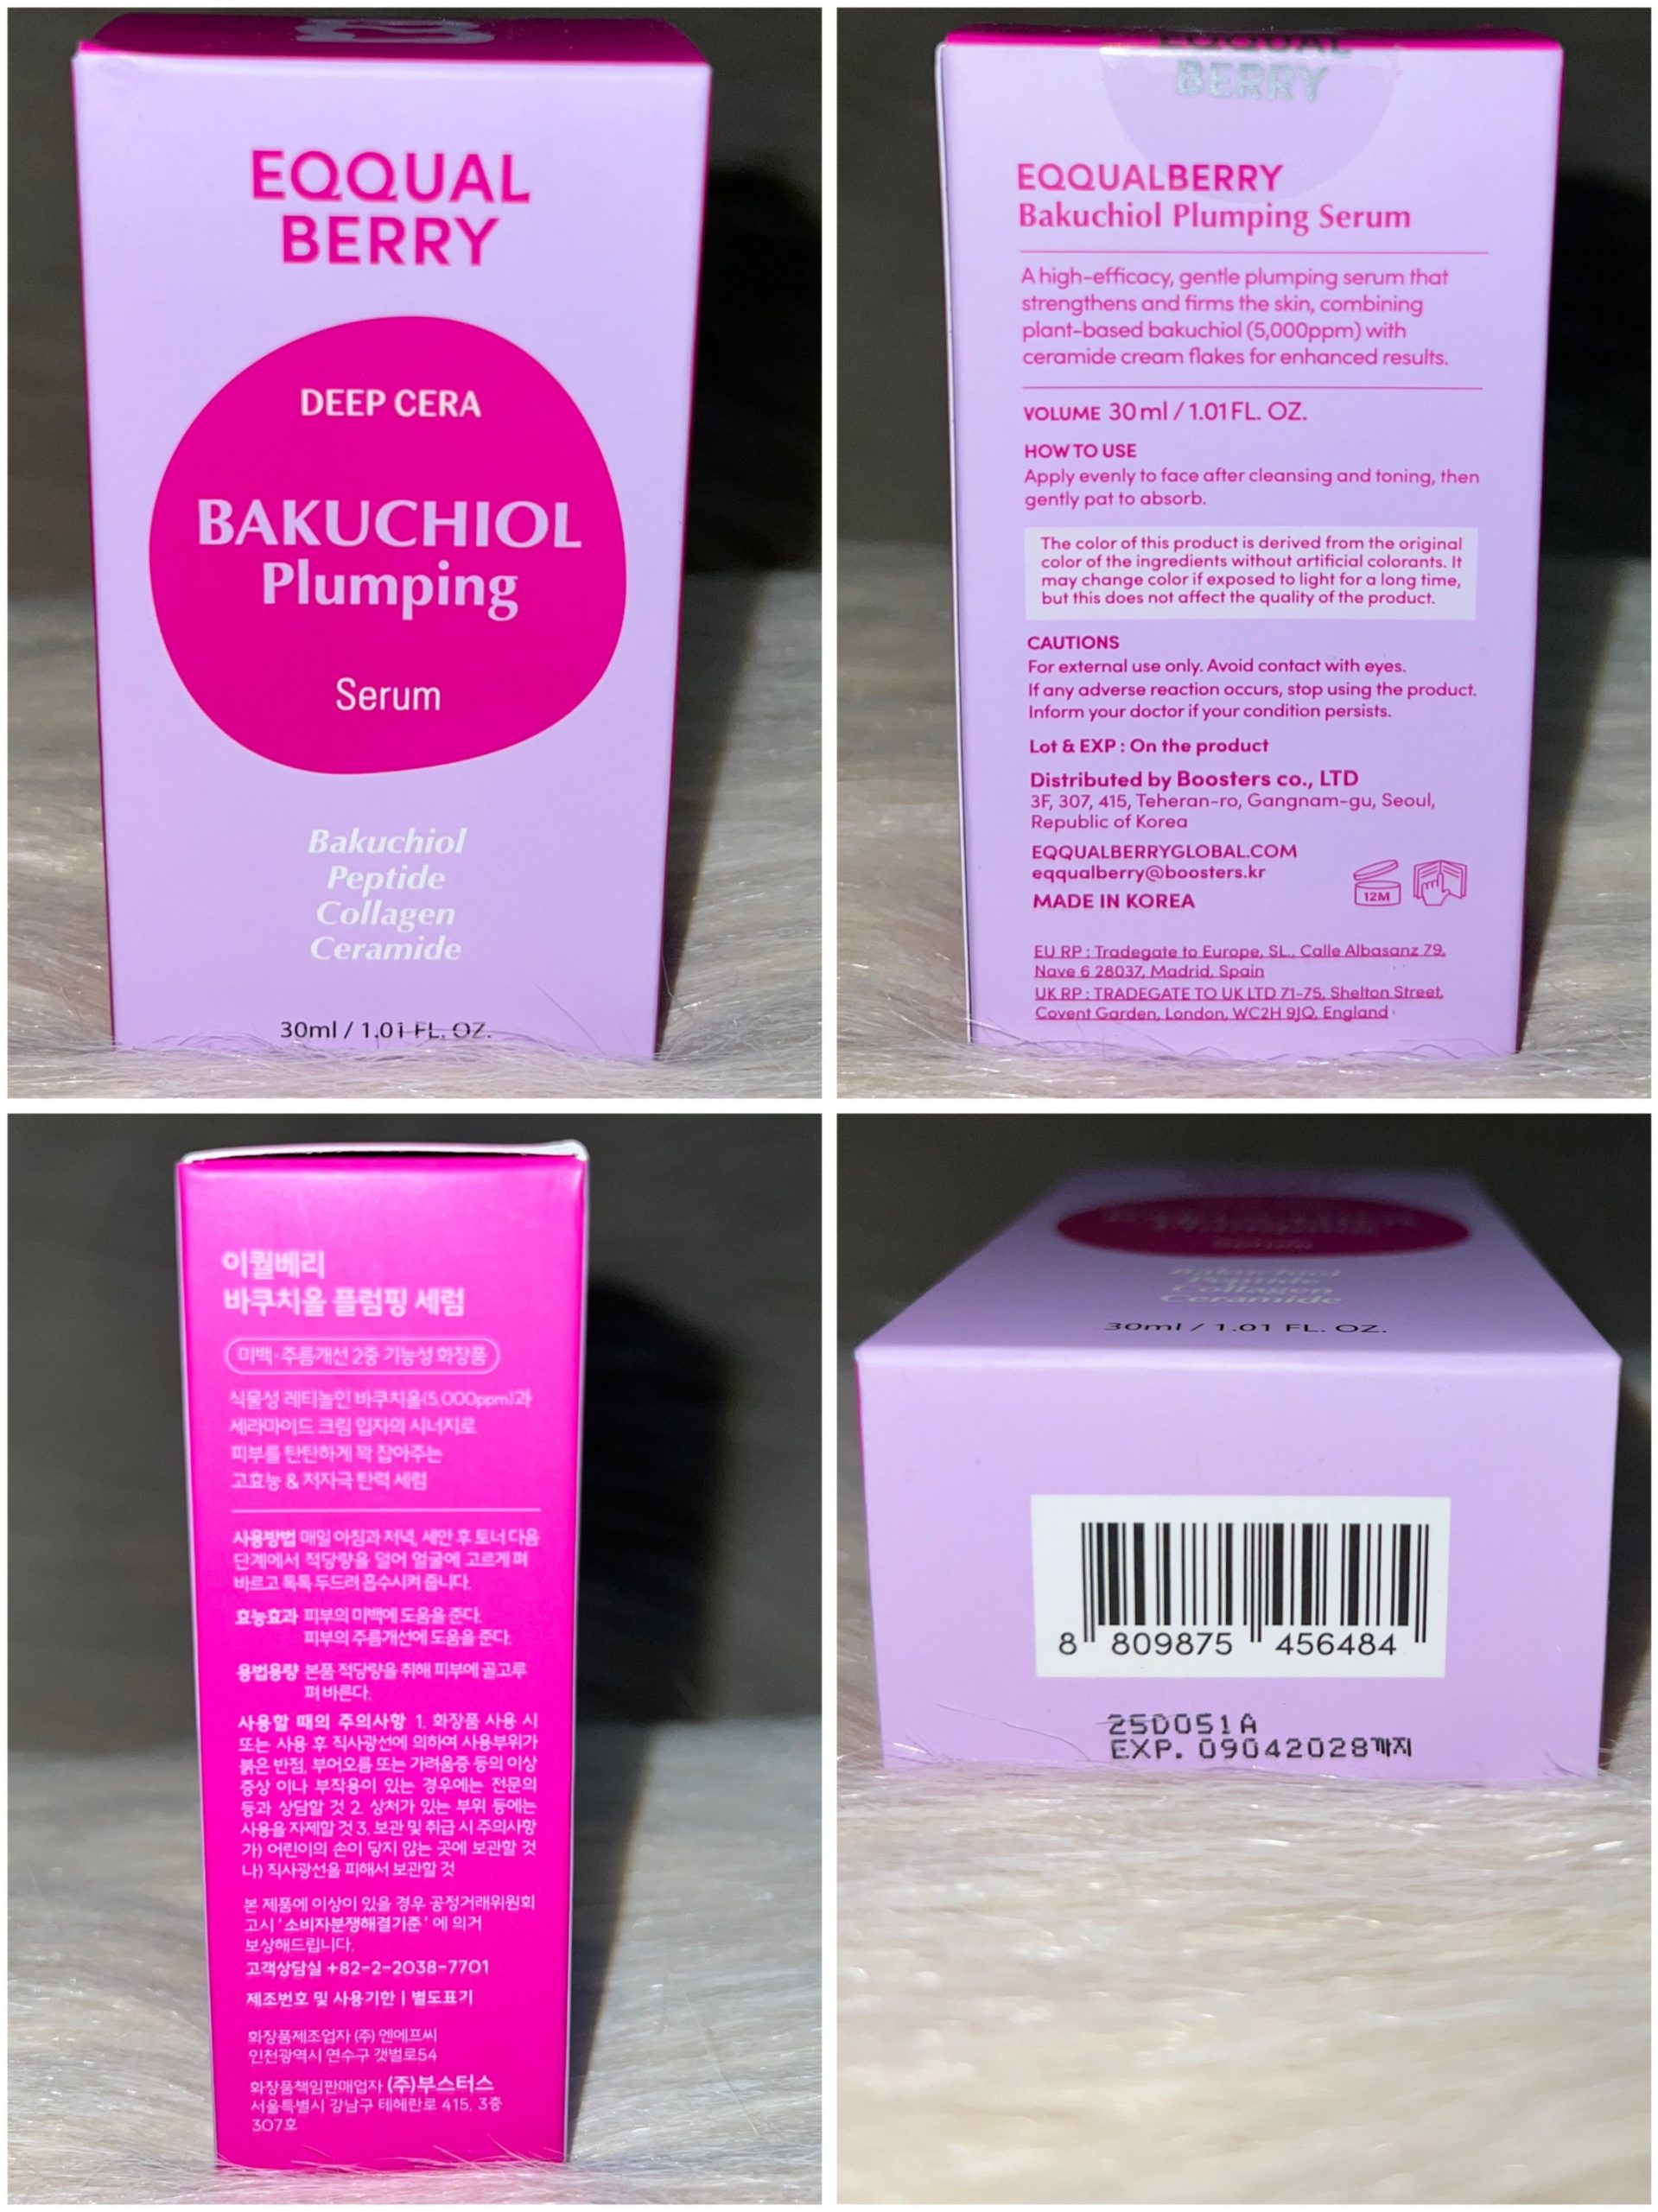 EQQUAL
BERRY
DEEP CERA
BAKUCHIOL
Plumping
Serum
Bakuchiol
Peptide
Collagen
Ceramide
30ml / 1.01 FL. OZ.
EQQUAL
BERRY
EQQUALBERRY
Bakuchiol Plumping Serum
A high-efficacy, gentle plumping serum that
strengthens and firms the skin, combining
plant-based bakuchiol (5,000ppm) with
ceramide cream flakes for enhanced results.
VOLUME 30 ml / 1.01 FL. OZ.
HOW TO USE
Apply evenly to face after cleansing and toning, then
gently pat to absorb.
The color of this product is derived from the original
color of the ingredients without artificial colorants. It
may change color if exposed to light for a long time,
but this does not affect the quality of the product.
CAUTIONS
For external use only. Avoid contact with eyes.
If any adverse reaction occurs, stop using the product.
Inform your doctor if your condition persists.
Lot & EXP : On the product
Distributed by Boosters co., LTD
3F, 307, 415, Teheran-ro, Gangnam-gu, Seoul,
Republic of Korea
EQQUALBERRYGLOBAL.COM
eqqualberry@boosters.kr
MADE IN KOREA
12M
EU RP : Tradegate to Europe, SL., Calle Albasanz 79,
Nave 6 28037, Madrid, Spain
UK RP : TRADEGATE TO UK LTD 71-75, Shelton Street,
Covent Garden, London, WC2H 9JQ, England
이퀄베리
바쿠치올 플럼핑 세럼
미백·주름개선 2중 기능성 화장품
식물성 레티놀인 바쿠치올(5,000ppm)과
세라마이드 크림 입자의 시너지로
피부를 탄탄하게 꽉 잡아주는
고효능 & 저자극 탄력 세럼
사용방법 매일 아침과 저녁, 세안 후 토너 다음
단계에서 적당량을 덜어 얼굴에 고르게 펴
바르고 톡톡 두드려 흡수시켜 줍니다.
효능효과 피부의 미백에 도움을 준다.
피부의 주름개선에 도움을 준다.
용법용량 본품 적당량을 취해 피부에 골고루
펴 바른다.
사용할 때의 주의사항 1. 화장품 사용 시
또는 사용 후 직사광선에 의하여 사용부위가
붉은 반점, 부어오름 또는 가려움증 등의 이상
증상 이나 부작용이 있는 경우에는 전문의
등과 상담할 것 2. 상처가 있는 부위 등에는
사용을 자제할 것 3. 보관 및 취급 시 주의사항
가) 어린이의 손이 닿지 않는 곳에 보관할 것
나) 직사광선을 피해서 보관할 것
본 제품에 이상이 있을 경우 공정거래위원회
고시 '소비자분쟁해결기준' 에 의거
보상해드립니다.
고객상담실 +82-2-2038-7701
제조번호 및 사용기한 | 별도표기
화장품제조업자 (주) 엔에프씨
인천광역시 연수구 갯벌로54
화장품책임판매업자 (주)부스터스
서울특별시 강남구 테헤란로 415, 3층
307호
Bakuchiol
Peptide
Collagen
Ceramide
30ml / 1.01 FL. OZ.
8 809875 456484
25D051A
EXP. 09042028까지